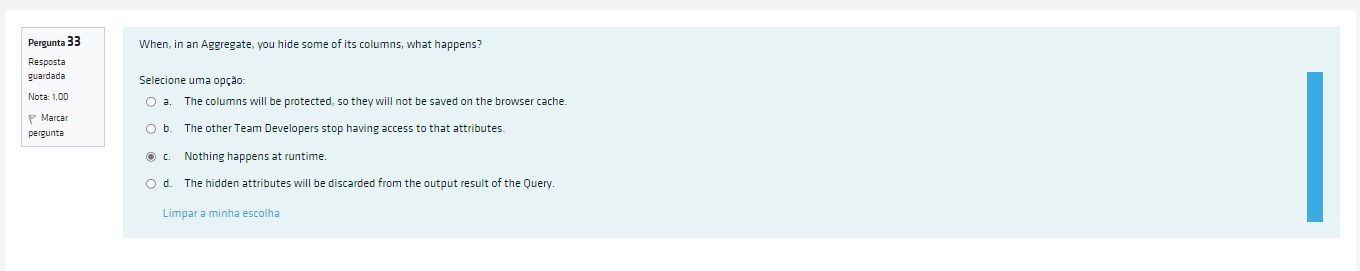 Pergunta 33
Resposta
guardada
Nota: 1,00
Marcar
pergunta
When, in an Aggregate, you hide some of its columns, what happens?
Selecione uma opção:
a. The columns will be protected, so they will not be saved on the browser cache.
b. The other Team Developers stop having access to that attributes.
c. Nothing happens at runtime.
d. The hidden attributes will be discarded from the output result of the Query.
Limpar a minha escolha